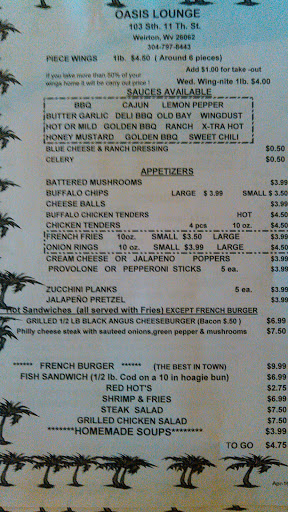 OASIS LOUNGE
103 Sth. 11 Th. St.
Weirton, Wv 26062
304-797-8443
PIECE WINGS 1lb. $4.50 ( Around 6 pieces)
Add $1.00 for take -out
If you take more than 50% of your
wings home it will be carry out price !
Wed. Wing-nite 1lb. $4.00
SAUCES AVAILABLE
BBQ CAJUN LEMON PEPPER
BUTTER GARLIC DELI BBQ OLD BAY WINGDUST
HOT OR MILD GOLDEN BBQ RANCH X-TRA HOT
HONEY MUSTARD GOLDEN BBQ SWEET CHILI
BLUE CHEESE & RANCH DRESSING $0.50
CELERY $0.50
APPETIZERS
BATTERED MUSHROOMS $3.99
BUFFALO CHIPS LARGE $ 3.99 SMALL $ 3.50
CHEESE BALLS $3.99
BUFFALO CHICKEN TENDERS HOT $4.50
CHICKEN TENDERS 4 pcs 10 oz. $4.50
FRENCH FRIES 10oz. SMALL $3.50 LARGE $4.50
ONION RINGS 10 oz. SMALL $3.99 LARGE $4.50
CREAM CHEESE OR JALAPENO POPPERS $3.99
PROVOLONE OR PEPPERONI STICKS 5 ea. $3.99
ZUCCHINI PLANKS 5 ea. $3.99
JALAPEÑO PRETZEL $3.99
Hot Sandwiches (all served with Fries) EXCEPT FRENCH BURGER
GRILLED 1/2 LB BLACK ANGUS CHEESEBURGER (Bacon $.50 ) $6.99
Philly cheese steak with sauteed onions,green pepper & mushrooms $7.50
****** FRENCH BURGER ****** (THE BEST IN TOWN) $9.99
FISH SANDWICH (1/2 lb. Cod on a 10 in hoagie bun) $6.99
RED HOT'S $2.75
SHRIMP & FRIES $6.99
STEAK SALAD $7.50
GRILLED CHICKEN SALAD $7.50
*******HOMEMADE SOUPS******** $3.99
TO GO $4.75